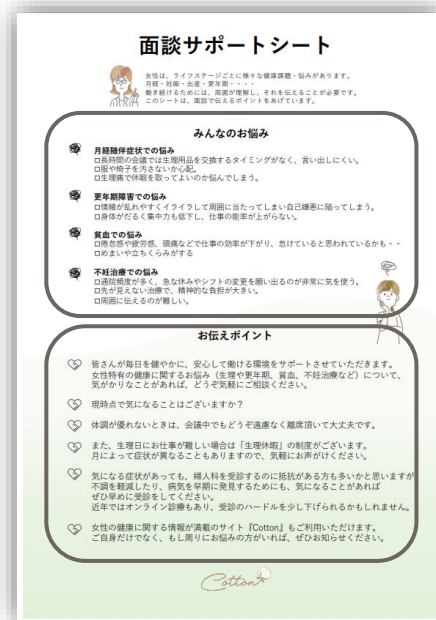 面談サポートシート
女性は、ライフステージごとに様々な健康課題・悩みがあります。
月経・妊娠・出産・更年期・・・・
働き続けるためには、周囲が理解し、それを伝えることが必要です。
このシートは、面談で伝えるポイントをあげています。
みんなのお悩み
月経随伴症状での悩み
□長時間の会議では生理用品を交換するタイミングがなく、言い出しにくい。
□服や椅子を汚さないか心配。
□生理痛で休暇を取ってよいのか悩んでしまう。
更年期障害での悩み
□情緒が乱れやすくイライラして周囲に当たってしまい自己嫌悪に陥ってしまう。
□身体がだるく集中力も低下し、仕事の能率が上がらない。
貧血での悩み
□倦怠感や疲労感、頭痛などで仕事の効率が下がり、怠けていると思われているかも・・
□めまいや立ちくらみがする
不妊治療での悩み
□通院頻度が多く、急な休みやシフトの変更を願い出るのが非常に気を使う。
□先が見えない治療で、精神的な負担が大きい。
□周囲に伝えるのが難しい。
お伝えポイント
皆さんが毎日を健やかに、安心して働ける環境をサポートさせていただきます。
女性特有の健康に関するお悩み（生理や更年期、貧血、不妊治療など）について、
気がかりなことがあれば、どうぞ気軽にご相談ください。
現時点で気になることはございますか？
体調が優れないときは、会議中でもどうぞ遠慮なく離席頂いて大丈夫です。
また、生理日にお仕事が難しい場合は「生理休暇」の制度がございます。
月によって症状が異なることもありますので、気軽にお声がけください。
気になる症状があっても、婦人科を受診するのに抵抗がある方も多いかと思いますが
不調を軽減したり、病気を早期に発見するためにも、気になることがあれば
ぜひ早めに受診をしてください。
近年ではオンライン診療もあり、受診のハードルを少し下げられるかもしれません。
女性の健康に関する情報が満載のサイト『Cotton』もご利用いただけます。
ご自身だけでなく、もし周りにお悩みの方がいれば、ぜひお知らせください。
Cotton